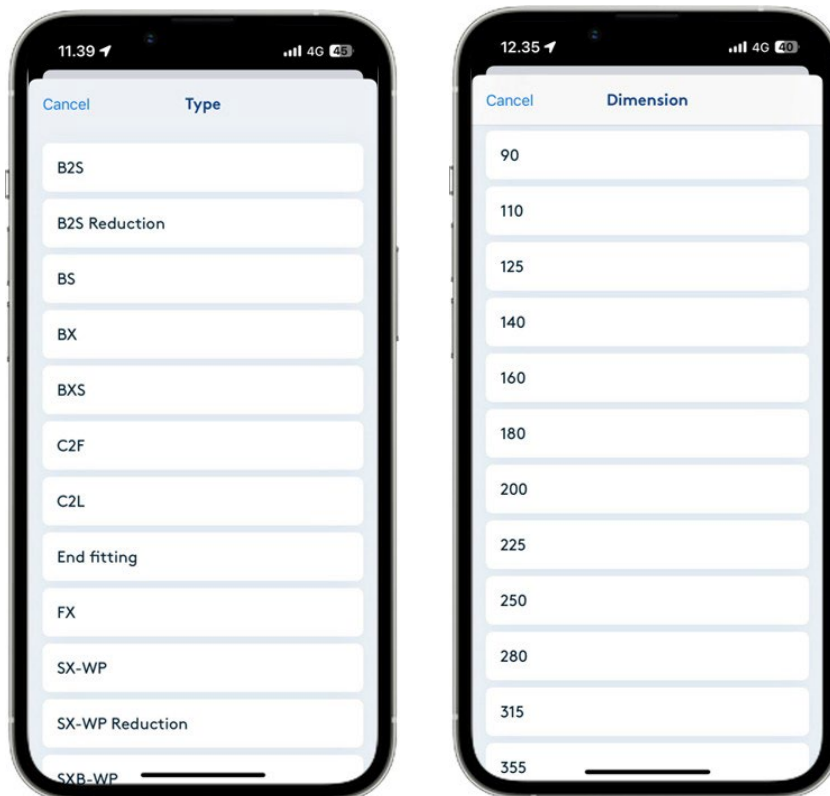 11.39
4G 45
Cancel
Type
B2S
B2S Reduction
BS
BX
BXS
C2F
C2L
End fitting
FX
SX-WP
SX-WP Reduction
SXB-WP
12.35
4G 40
Cancel
Dimension
90
110
125
140
160
180
200
225
250
280
315
355